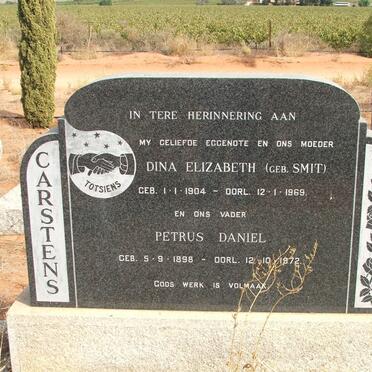 CARSTENS
TOTSIENS
IN TERE HERINNERING AAN
MY GELIEFDE EGGENOTE EN ONS MOEDER
DINA ELIZABETH (GEB. SMIT)
GEB. 1·1·1904 - OORL. 12·1·1969.
EN ONS VADER
PETRUS DANIEL
GEB. 5·9·1898 - OORL. 12·10·1972
GODS WERK IS VOLMAAK